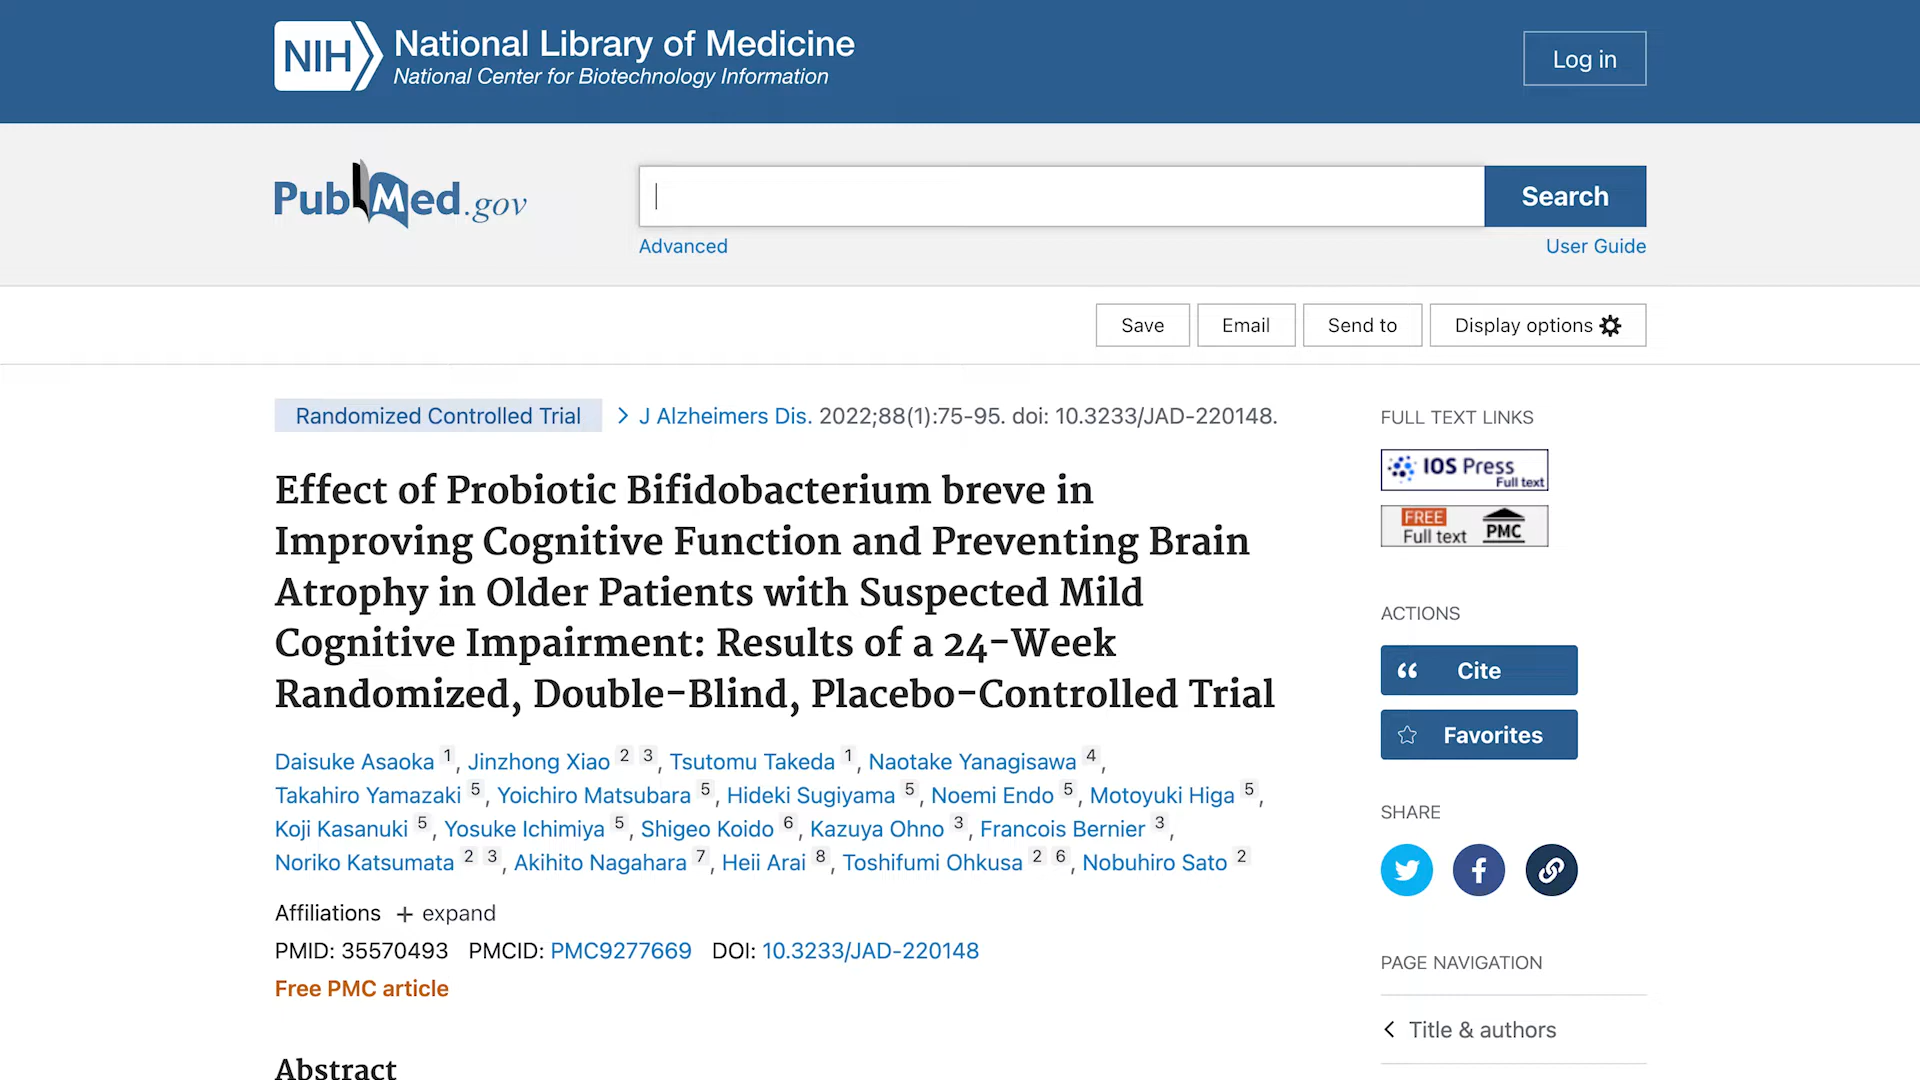 NIH National Library of Medicine
National Center for Biotechnology Information
Log in
PubMed.gov
Search
Advanced
User Guide
Save
Email
Send to
Display options
Randomized Controlled Trial
J Alzheimers Dis. 2022;88(1):75-95. doi: 10.3233/JAD-220148.
Effect of Probiotic Bifidobacterium breve in
Improving Cognitive Function and Preventing Brain
Atrophy in Older Patients with Suspected Mild
Cognitive Impairment: Results of a 24-Week
Randomized, Double-Blind, Placebo-Controlled Trial
Daisuke Asaoka 1, Jinzhong Xiao 2 3, Tsutomu Takeda 1, Naotake Yanagisawa 4,
Takahiro Yamazaki 5, Yoichiro Matsubara 5, Hideki Sugiyama 5, Noemi Endo 5, Motoyuki Higa 5,
Koji Kasanuki 5, Yosuke Ichimiya 5, Shigeo Koido 6, Kazuya Ohno 3, Francois Bernier 3,
Noriko Katsumata 2 3, Akihito Nagahara 7, Heii Arai 8, Toshifumi Ohkusa 2 6, Nobuhiro Sato 2
Affiliations + expand
PMID: 35570493 PMCID: PMC9277669 DOI: 10.3233/JAD-220148
Free PMC article
Abstract
FULL TEXT LINKS
IOS Press
Full text
FREE
Full text PMC
ACTIONS
Cite
Favorites
SHARE
PAGE NAVIGATION
Title & authors